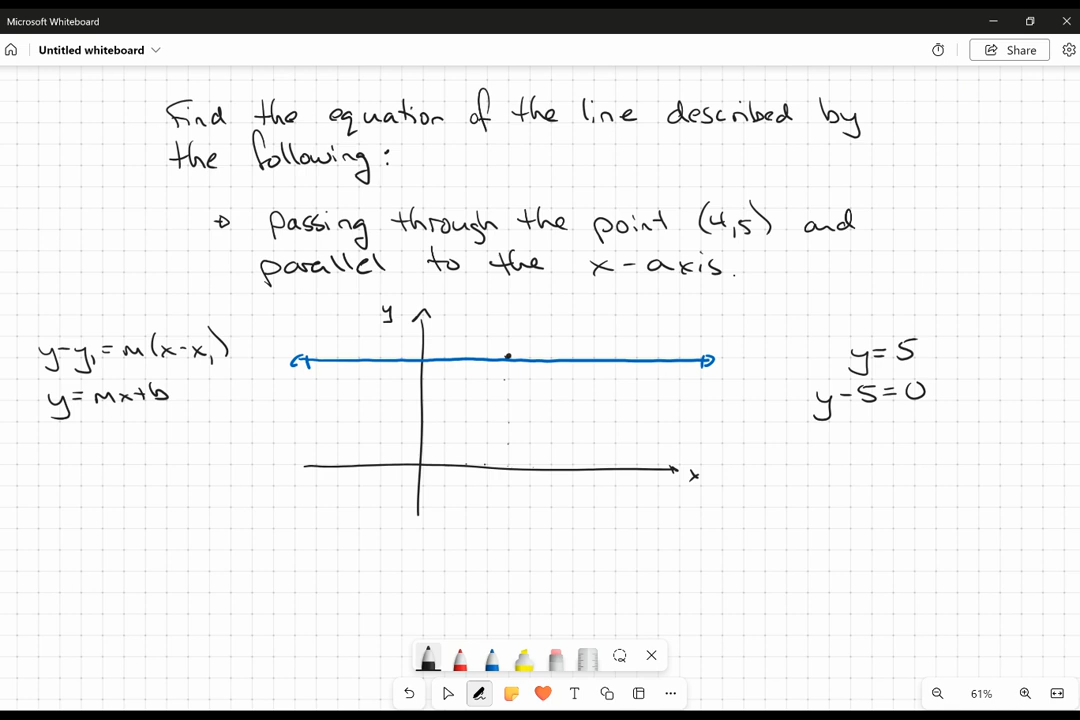 Microsoft Whiteboard
Untitled whiteboard
Share
Find the equation of the line described by
the following:
→ passing through the point (4,5) and
parallel to the x-axis.
y
y-y₁=m(x-x₁)
y=mx+b
y=5
y-5=0
x
61%